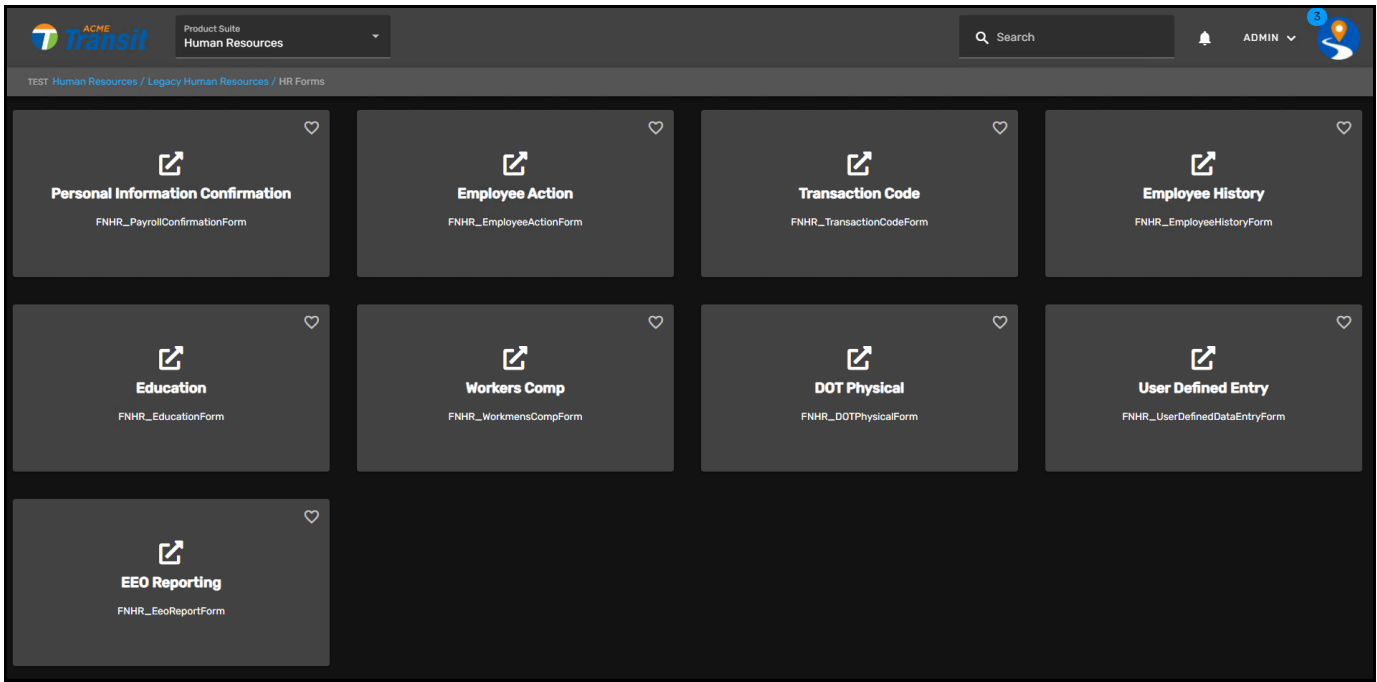 ACME
Transit
Product Suite
Human Resources
Search
ADMIN
3
TEST Human Resources / Legacy Human Resources / HR Forms
Personal Information Confirmation
FNHR_PayrollConfirmationForm
Employee Action
FNHR_EmployeeActionForm
Transaction Code
FNHR_TransactionCodeForm
Employee History
FNHR_EmployeeHistoryForm
Education
FNHR_EducationForm
Workers Comp
FNHR_WorkmensCompForm
DOT Physical
FNHR_DOTPhysicalForm
User Defined Entry
FNHR_UserDefinedDataEntryForm
EEO Reporting
FNHR_EeoReportForm